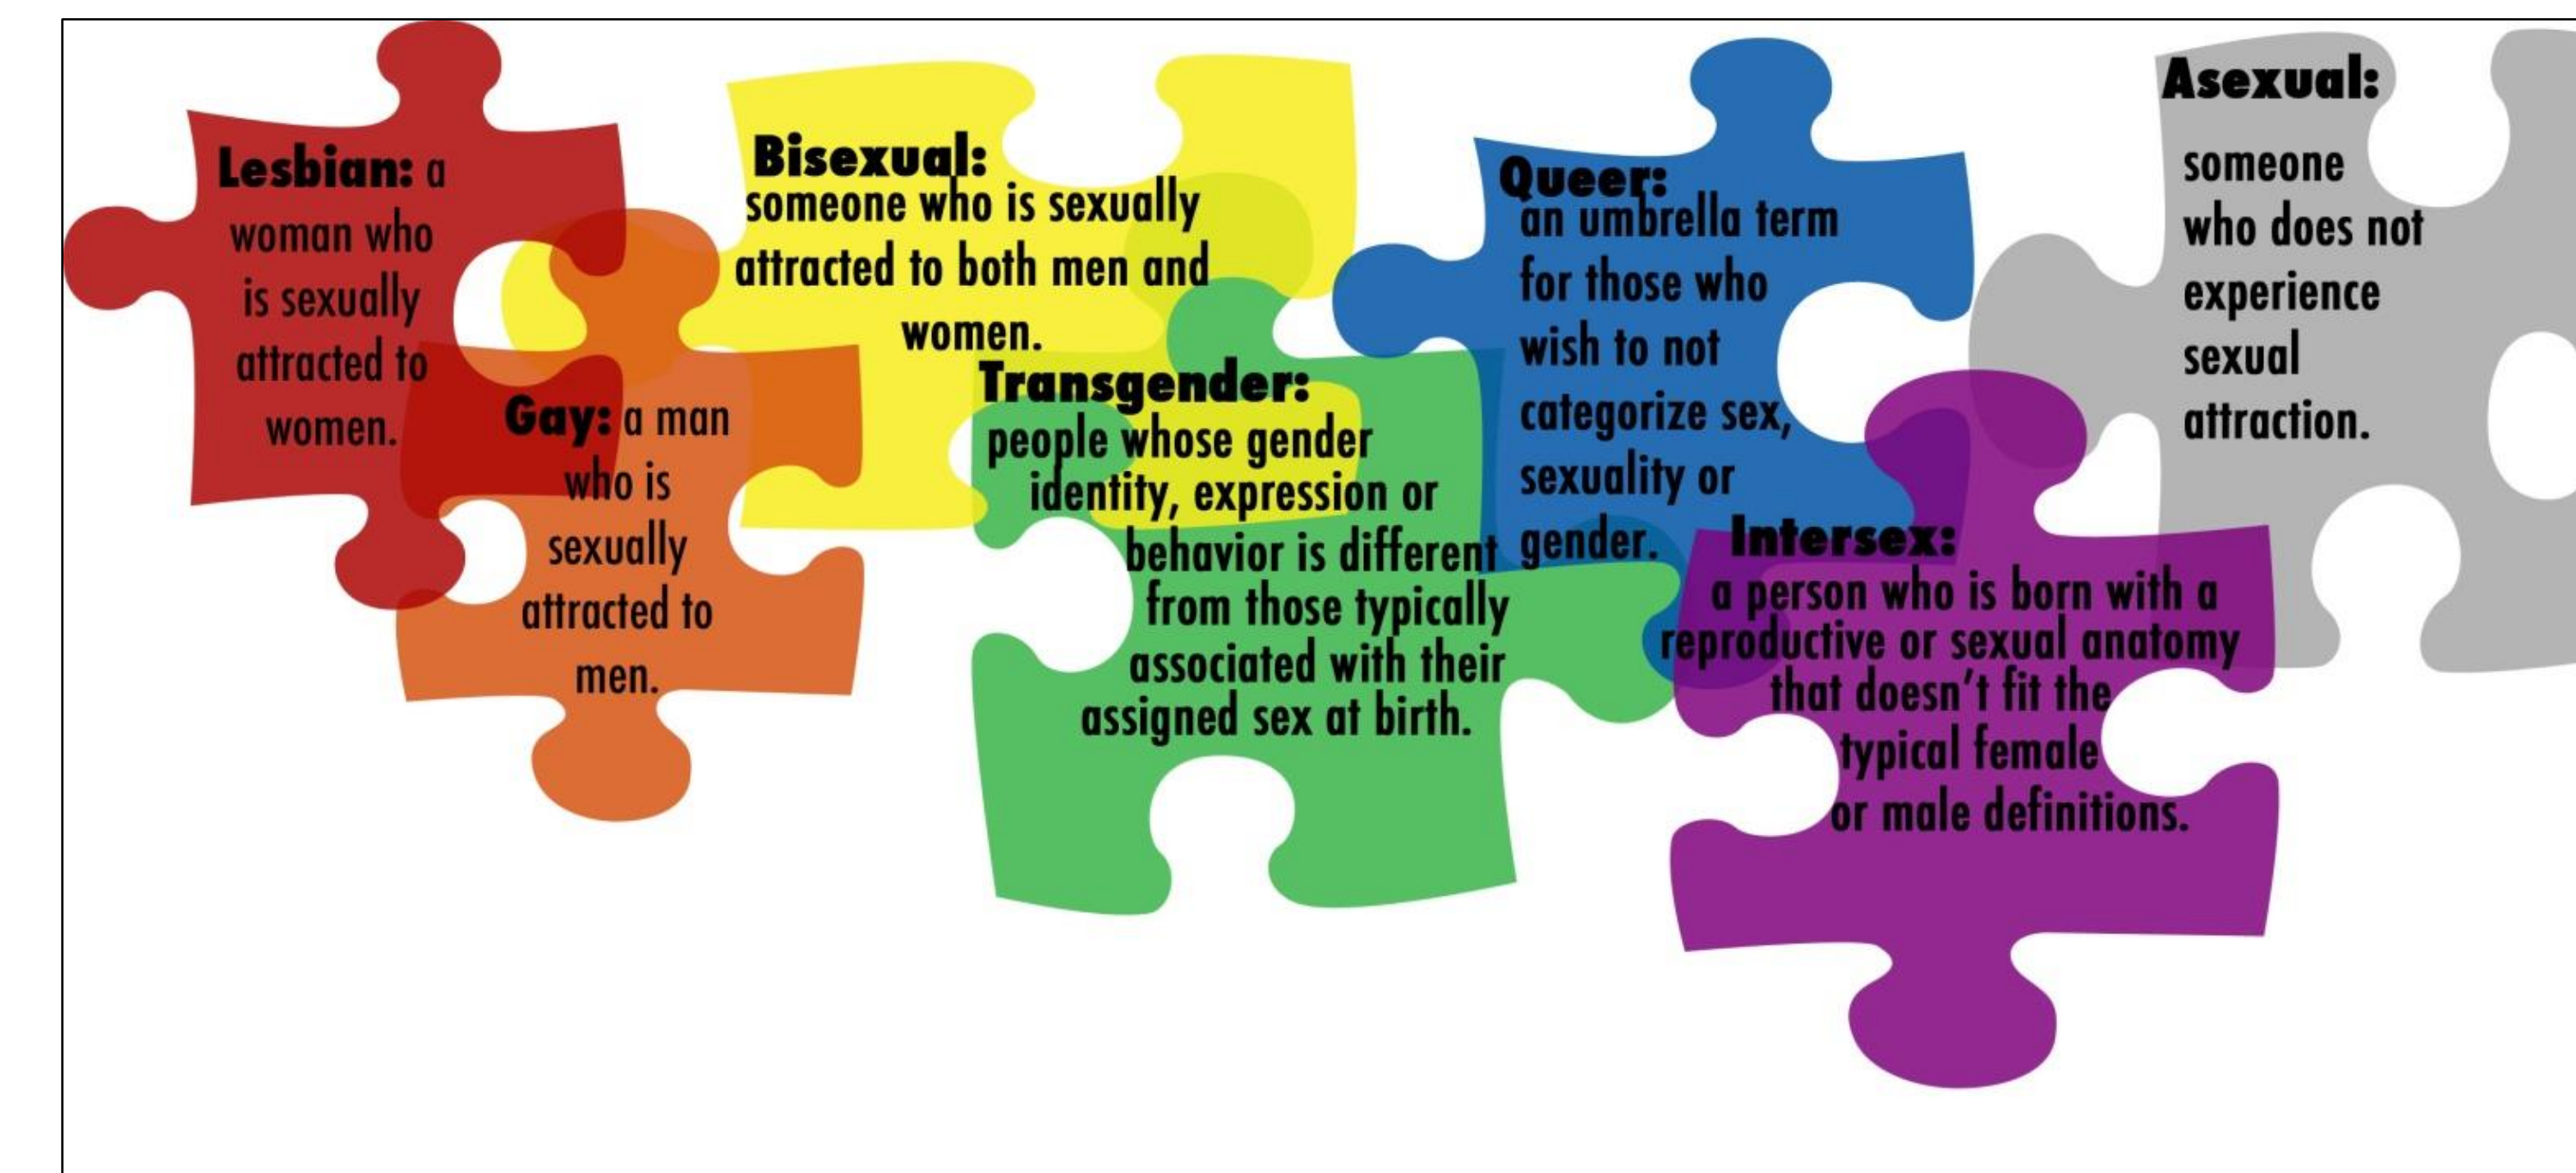 Lesbian: a
woman who
is sexually
attracted to
women.
Gay: a man
who is
sexually
attracted to
men.
Bisexual:
someone who is sexually
attracted to both men and
women.
Transgender:
people whose gender
identity, expression or
behavior is different
from those typically
associated with their
assigned sex at birth.
Queer:
an umbrella term
for those who
wish to not
categorize sex,
sexuality or
gender.
Intersex:
a person who is born with a
reproductive or sexual anatomy
that doesn't fit the
typical female
or male definitions.
Asexual:
someone
who does not
experience
sexual
attraction.